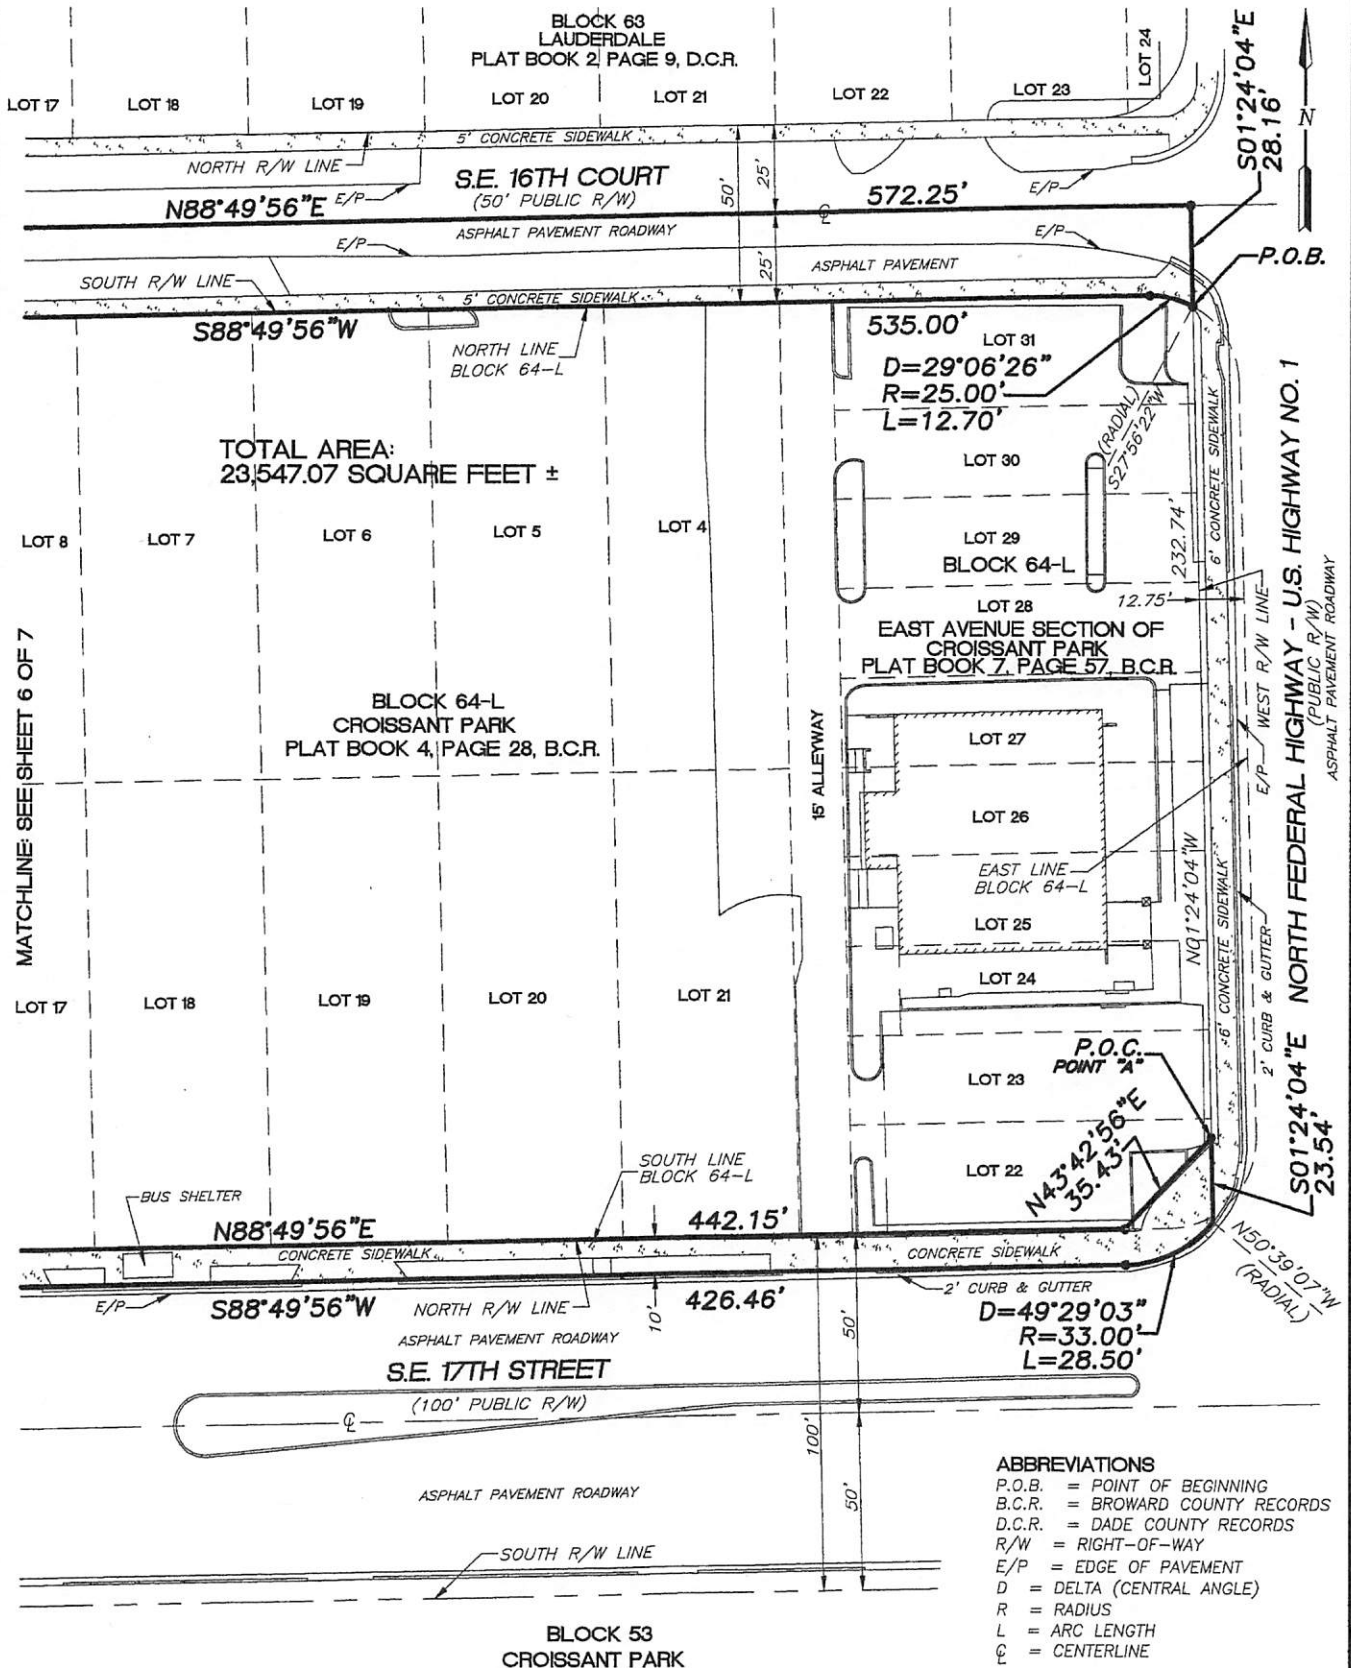 BLOCK 63
LAUDERDALE
PLAT BOOK 2, PAGE 9, D.C.R.
LOT 17
LOT 18
LOT 19
LOT 20
LOT 21
LOT 22
LOT 23
LOT 24
S01°24'04"E
28.16'
N
5' CONCRETE SIDEWALK
NORTH R/W LINE
E/P
S.E. 16TH COURT
(50' PUBLIC R/W)
50'
25'
572.25'
E/P
N88°49'56"E
ASPHALT PAVEMENT ROADWAY
E/P
E/P
25'
ASPHALT PAVEMENT
P.O.B.
SOUTH R/W LINE
5' CONCRETE SIDEWALK
S88°49'56"W
NORTH LINE
BLOCK 64-L
535.00'
LOT 31
D=29°06'26"
R=25.00'
L=12.70'
(RADIAL)
S27°56'22"W
TOTAL AREA:
23,547.07 SQUARE FEET ±
LOT 30
LOT 8
LOT 7
LOT 6
LOT 5
LOT 4
LOT 29
BLOCK 64-L
232.74'
6' CONCRETE SIDEWALK
LOT 28
12.75'
EAST AVENUE SECTION OF
CROISSANT PARK
PLAT BOOK 7, PAGE 57, B.C.R.
WEST R/W LINE
E/P
NORTH FEDERAL HIGHWAY - U.S. HIGHWAY NO. 1
(PUBLIC R/W)
ASPHALT PAVEMENT ROADWAY
MATCHLINE: SEE SHEET 6 OF 7
BLOCK 64-L
CROISSANT PARK
PLAT BOOK 4, PAGE 28, B.C.R.
15' ALLEYWAY
LOT 27
LOT 26
EAST LINE
BLOCK 64-L
N01°24'04"W
6' CONCRETE SIDEWALK
2' CURB & GUTTER
LOT 25
LOT 24
LOT 17
LOT 18
LOT 19
LOT 20
LOT 21
P.O.C.
POINT "A"
LOT 23
N43°42'56"E
35.43'
S01°24'04"E
23.54'
LOT 22
SOUTH LINE
BLOCK 64-L
BUS SHELTER
N88°49'56"E
442.15'
CONCRETE SIDEWALK
CONCRETE SIDEWALK
N50°39'07"W
(RADIAL)
E/P
S88°49'56"W
NORTH R/W LINE
10'
426.46'
2' CURB & GUTTER
D=49°29'03"
R=33.00'
L=28.50'
ASPHALT PAVEMENT ROADWAY
50'
S.E. 17TH STREET
(100' PUBLIC R/W)
100'
50'
ASPHALT PAVEMENT ROADWAY
SOUTH R/W LINE
BLOCK 53
CROISSANT PARK
ABBREVIATIONS
P.O.B. = POINT OF BEGINNING
B.C.R. = BROWARD COUNTY RECORDS
D.C.R. = DADE COUNTY RECORDS
R/W = RIGHT-OF-WAY
E/P = EDGE OF PAVEMENT
D = DELTA (CENTRAL ANGLE)
R = RADIUS
L = ARC LENGTH
℄ = CENTERLINE